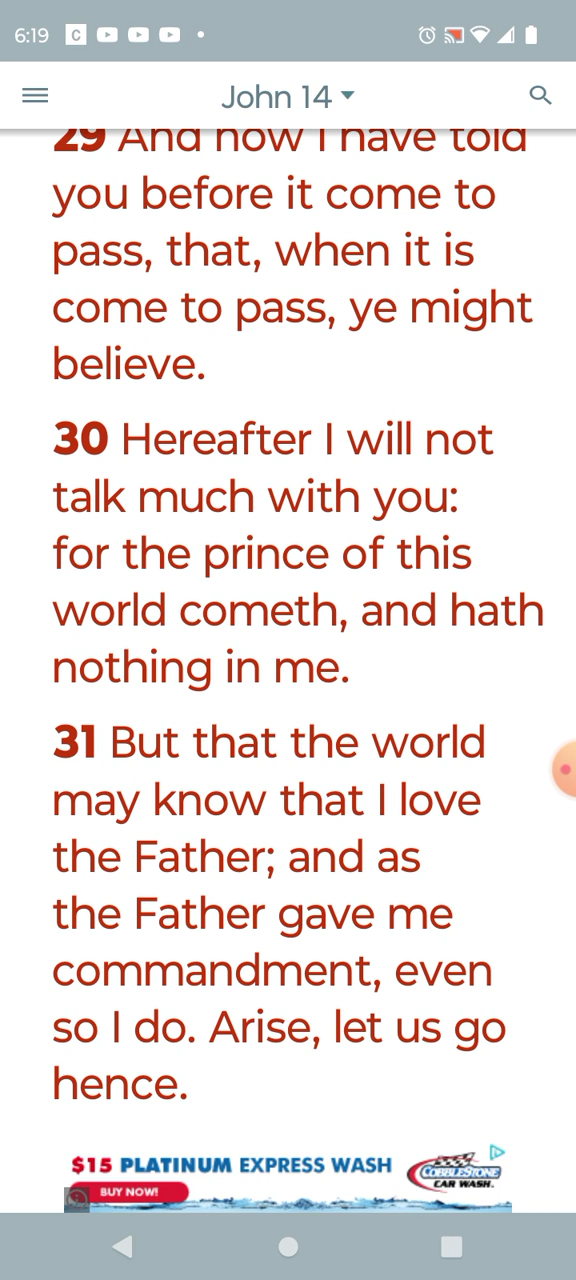 6:19
C
John 14
29 And now I have told
you before it come to
pass, that, when it is
come to pass, ye might
believe.
30 Hereafter I will not
talk much with you:
for the prince of this
world cometh, and hath
nothing in me.
31 But that the world
may know that I love
the Father; and as
the Father gave me
commandment, even
so I do. Arise, let us go
hence.
$15 PLATINUM EXPRESS WASH
BUY NOW!
COBBLESTONE
CAR WASH.